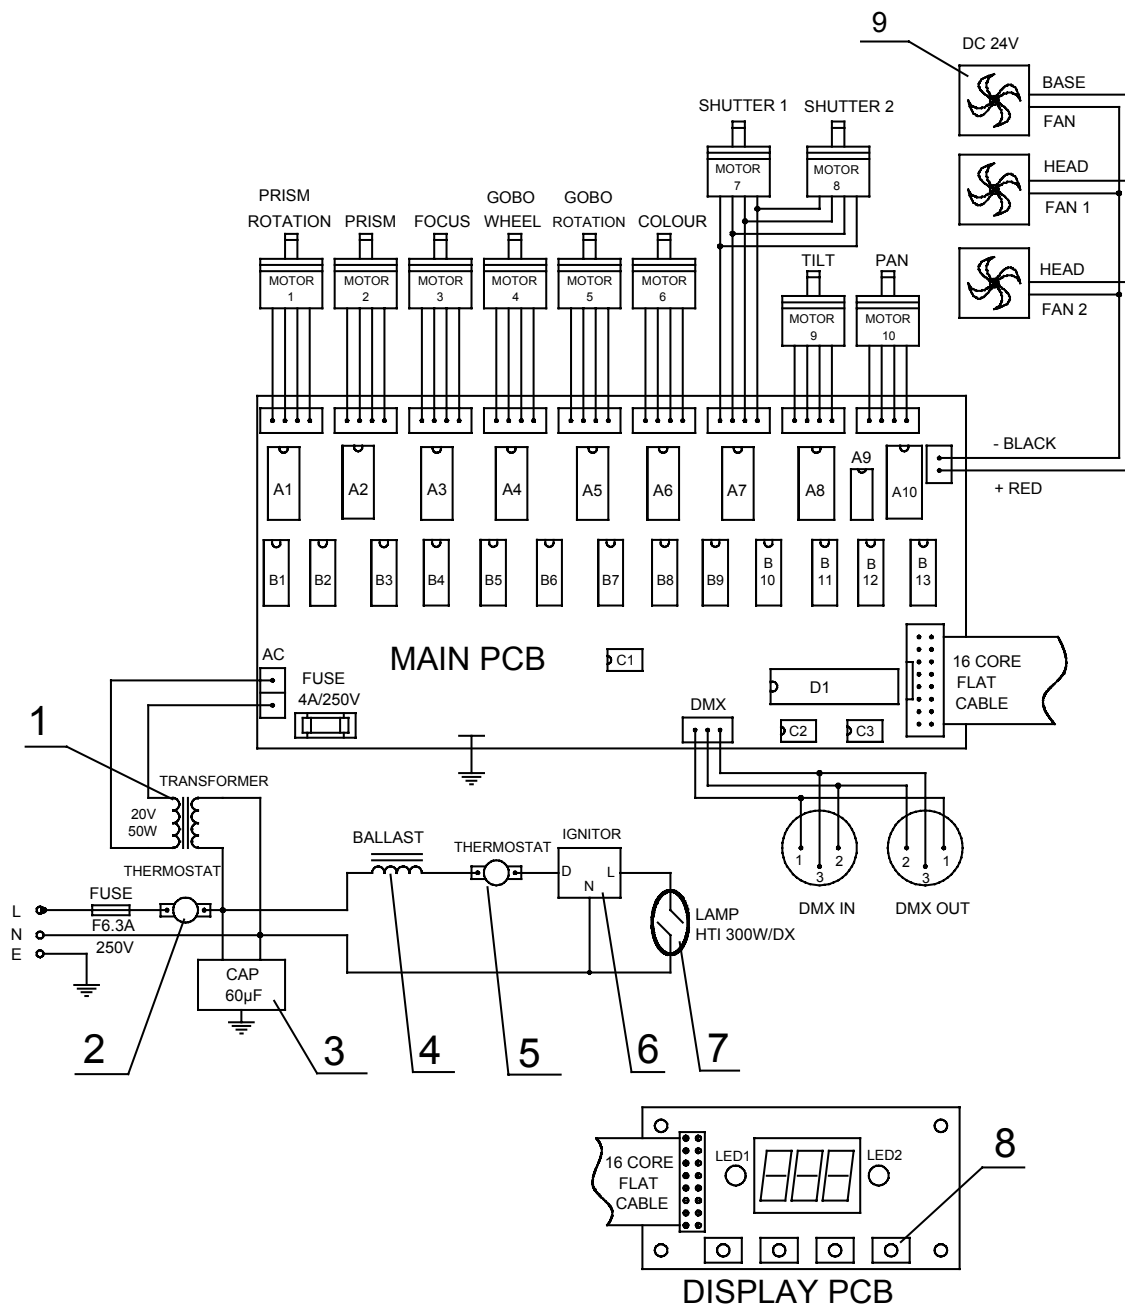 9
DC 24V
BASE
FAN
HEAD
FAN 1
HEAD
FAN 2
SHUTTER 1
SHUTTER 2
MOTOR
7
MOTOR
8
PRISM
ROTATION
PRISM
FOCUS
GOBO
WHEEL
GOBO
ROTATION
COLOUR
MOTOR
1
MOTOR
2
MOTOR
3
MOTOR
4
MOTOR
5
MOTOR
6
TILT
PAN
MOTOR
9
MOTOR
10
- BLACK
+ RED
A1
A2
A3
A4
A5
A6
A7
A8
A9
A10
B1
B2
B3
B4
B5
B6
B7
B8
B9
B
10
B
11
B
12
B
13
MAIN PCB
C1
AC
FUSE
4A/250V
D1
16 CORE
FLAT
CABLE
DMX
C2
C3
1
TRANSFORMER
20V
50W
THERMOSTAT
BALLAST
THERMOSTAT
IGNITOR
D
L
N
1
2
3
2
1
3
DMX IN
DMX OUT
L
N
E
FUSE
F6.3A
250V
CAP
60µF
LAMP
HTI 300W/DX
2
3
4
5
6
7
16 CORE
FLAT
CABLE
LED1
LED2
8
DISPLAY PCB